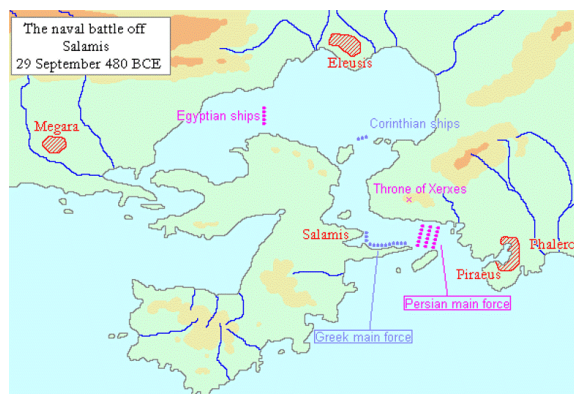 The naval battle off
Salamis
29 September 480 BCE
Eleusis
Egyptian ships
Corinthian ships
Megara
Throne of Xerxes
Salamis
Phalero
Piraeus
Persian main force
Greek main force